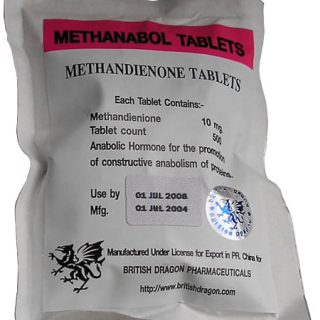 METHANABOL TABLETS
METHANDIENONE TABLETS
Each Tablet Contains:-
Methandienone 10 mg.
Tablet count 500
Anabolic Hormone for the promotion
of constructive anabolism of proteins.
Use by 01 JUL 2008
Mfg. 01 JUL 2004
Manufactured Under License for Export in PR. China for
BRITISH DRAGON PHARMACEUTICALS
http://www.britishdragon.com